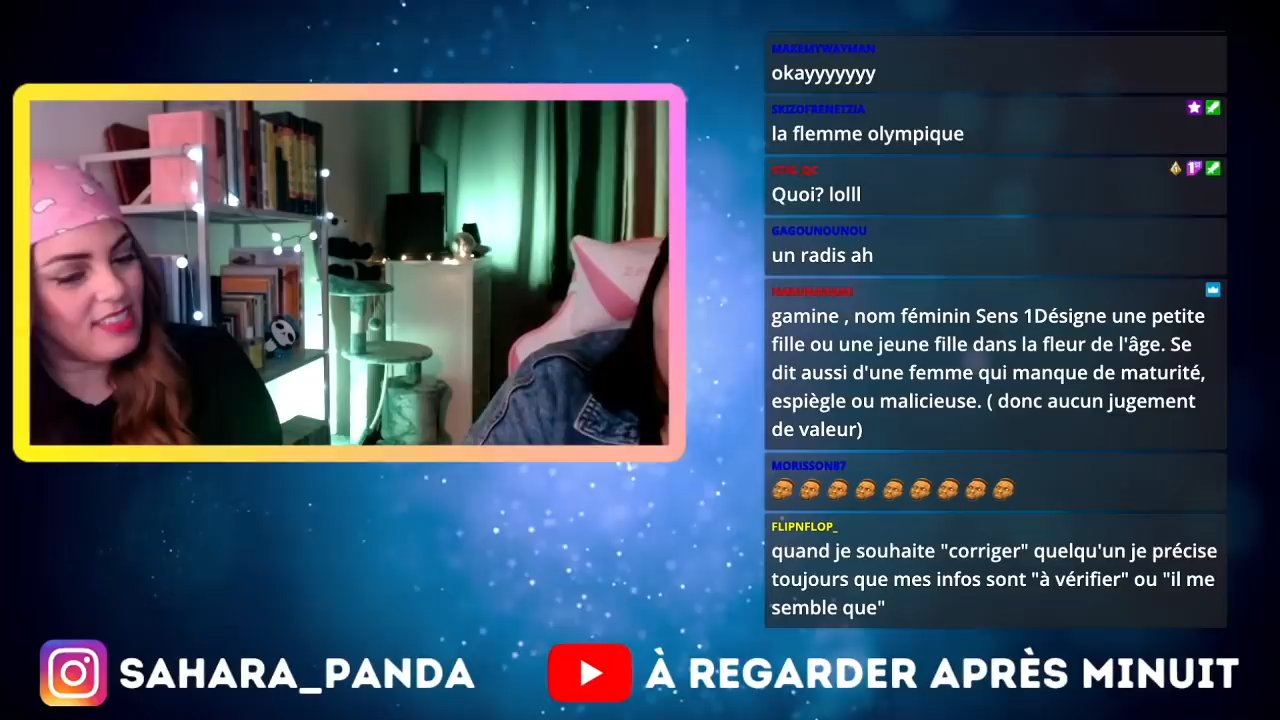 MAKEMYWAYMAN
okayyyyyyy
SKIZOFRENETZIA
la flemme olympique
Quoi? lolll
GAGOUNOUNOU
un radis ah
gamine , nom féminin Sens 1Désigne une petite
fille ou une jeune fille dans la fleur de l'âge. Se
dit aussi d'une femme qui manque de maturité,
espiègle ou malicieuse. ( donc aucun jugement
de valeur)
MORISSON87
FLIPNFLOP_
quand je souhaite "corriger" quelqu'un je précise
toujours que mes infos sont "à vérifier" ou "il me
semble que"
SAHARA_PANDA
À REGARDER APRÈS MINUIT